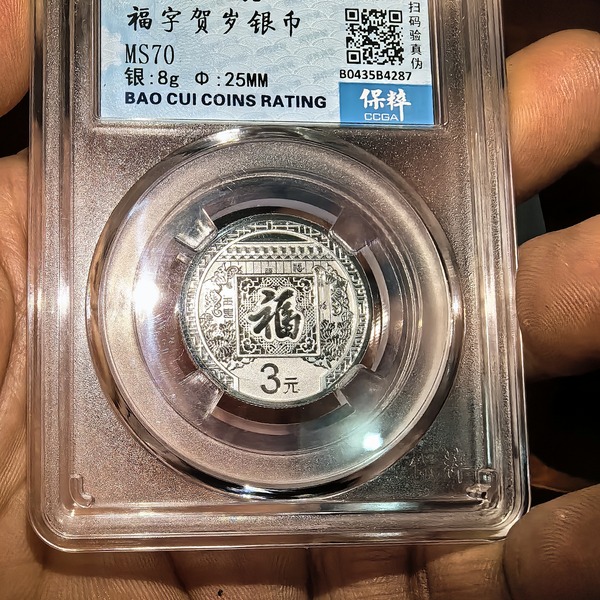 福字贺岁银币
MS70
银:8g Φ:25MM
BAO CUI COINS RATING
扫码验真伪
B0435B4287
保粹
CCGA
福
3元